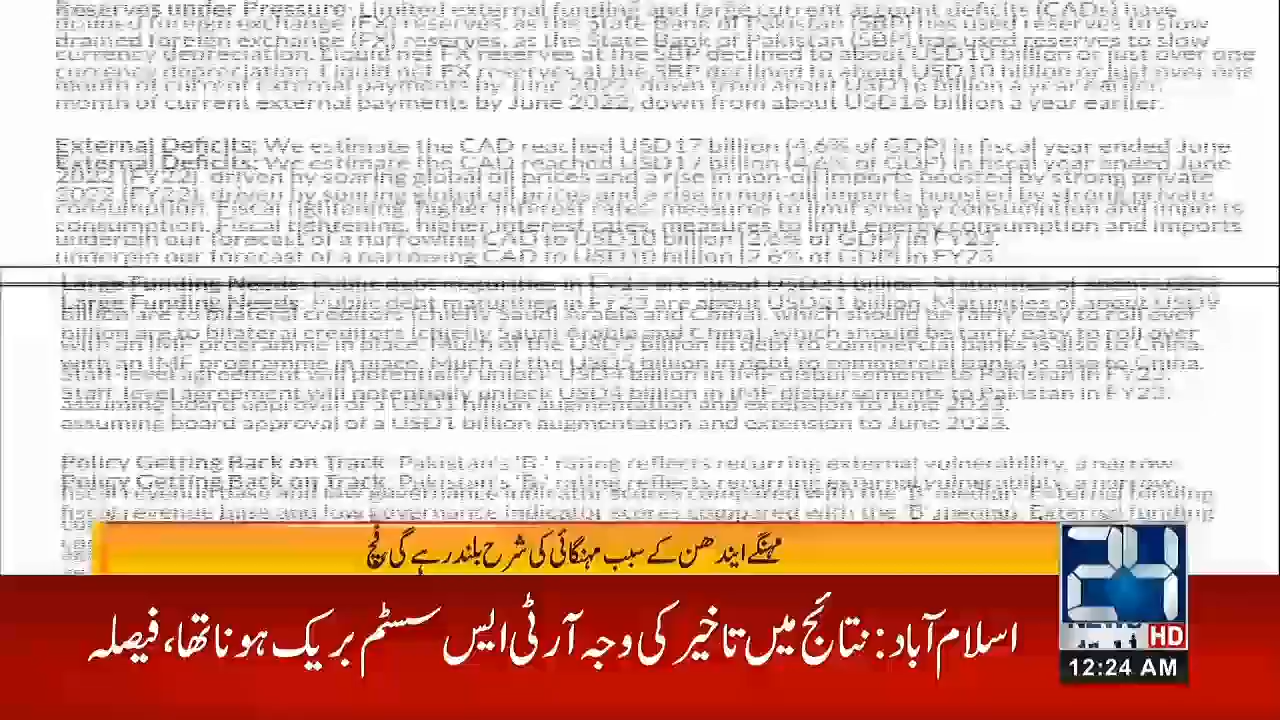 Reserves under Pressure: Limited external funding and large current account deficits (CADs) have
drained foreign exchange (FX) reserves, as the State Bank of Pakistan (SBP) has used reserves to slow
currency depreciation. Liquid net FX reserves at the SBP declined to about USD10 billion or just over one
month of current external payments by June 2022, down from about USD16 billion a year earlier.
External Deficits: We estimate the CAD reached USD17 billion (4.6% of GDP) in fiscal year ended June
2022 (FY22), driven by soaring global oil prices and a rise in non-oil imports boosted by strong private
consumption. Fiscal tightening, higher interest rates, measures to limit energy consumption and imports
underpin our forecast of a narrowing CAD to USD10 billion (2.6% of GDP) in FY23.
Large Funding Needs: Public debt maturities in FY23 are about billion. Maturities of about
billion are to bilateral creditors (chiefly Saudi Arabia and China), which should be fairly easy to roll over
with an IMF programme in place. Much of the billion in debt to commercial banks is also to China.
Staff level agreement will potentially unlock USD4 billion in IMF disbursements to Pakistan in FY23,
assuming board approval of a USD1 billion augmentation and extension to June 2023.
Policy Getting Back on Track: Pakistan's 'B-' rating reflects recurring external vulnerability, a narrow
fiscal revenue base and low governance indicator scores compared with the 'B' median. External funding
مہنگے ایندھن کے سبب مہنگائی کی شرح بلند رہے گی فچ
اسلام آباد: نتائج میں تاخیر کی وجہ آر ٹی ایس سسٹم بریک ہونا تھا، فیصلہ
24
NEWS HD
12:24 AM